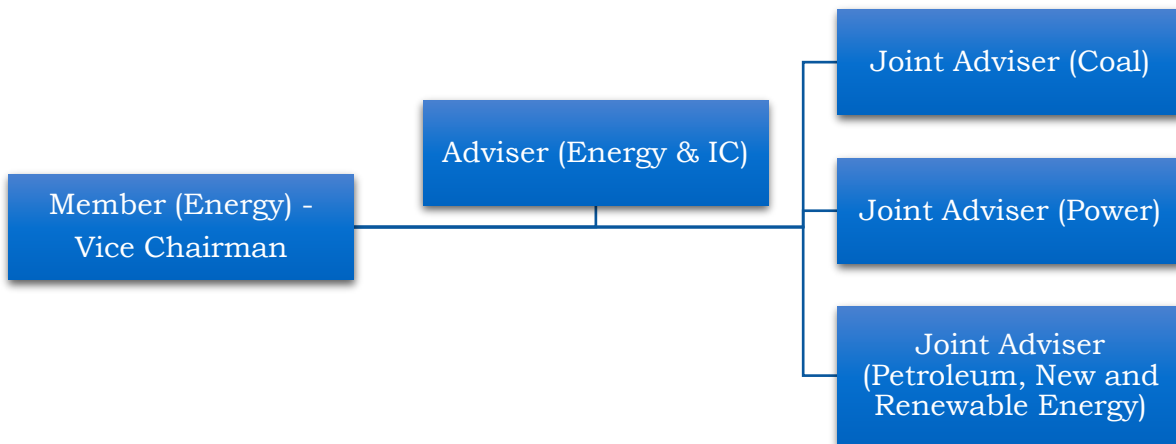 Member (Energy) -
Vice Chairman
Adviser (Energy & IC)
Joint Adviser (Coal)
Joint Adviser (Power)
Joint Adviser
(Petroleum, New and
Renewable Energy)